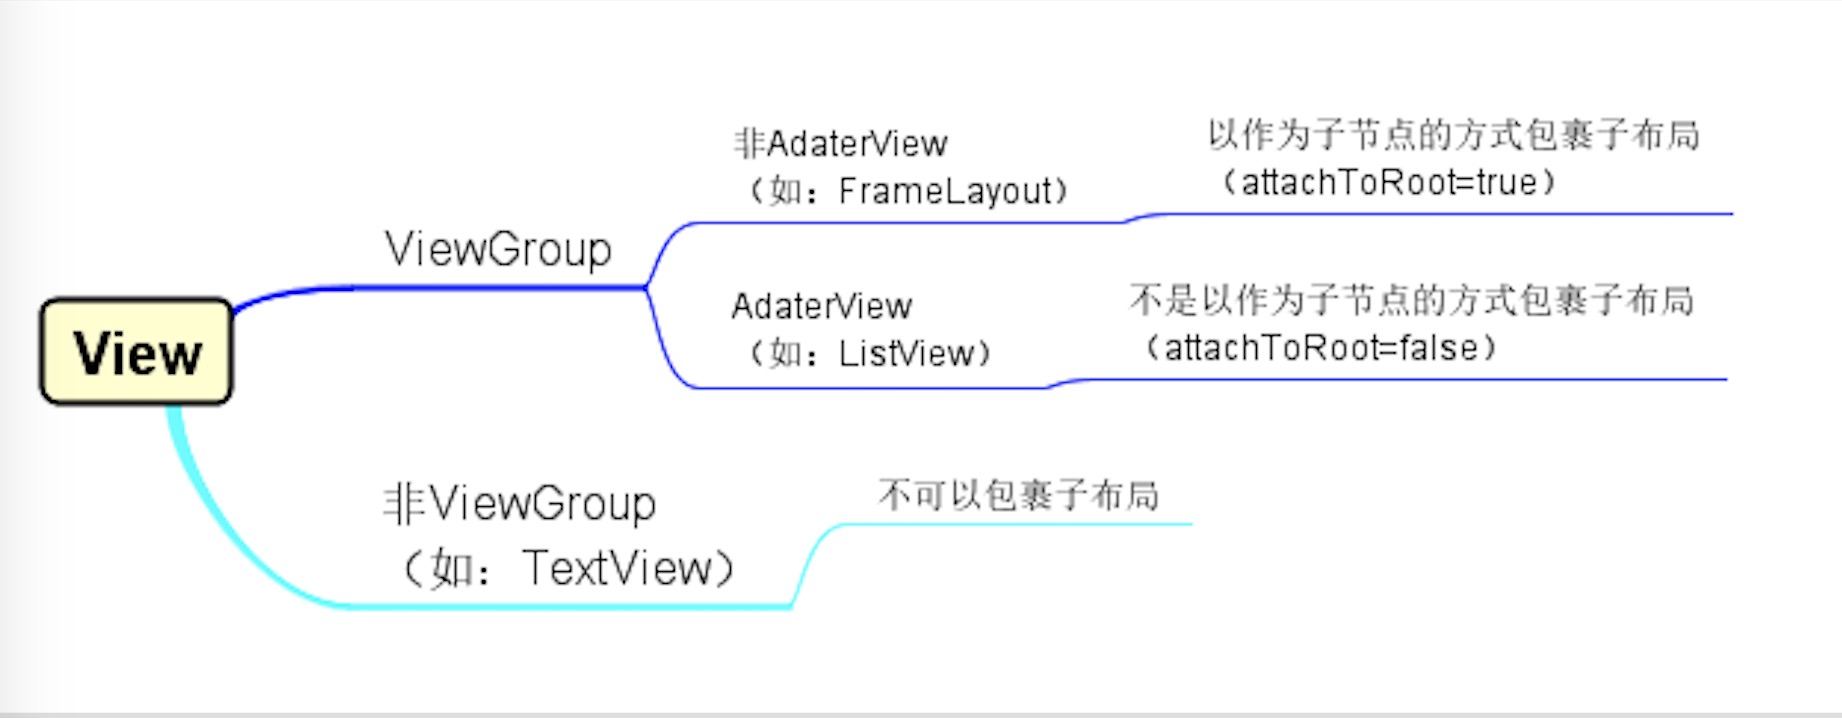 View
ViewGroup
非AdaterView
（如：FrameLayout）
以作为子节点的方式包裹子布局
（attachToRoot=true）
AdaterView
（如：ListView）
不是以作为子节点的方式包裹子布局
（attachToRoot=false）
非ViewGroup
（如：TextView）
不可以包裹子布局